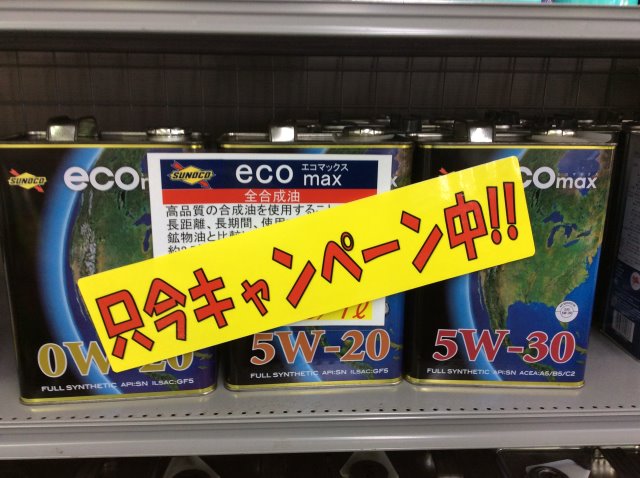 SUNOCO
eco
0W-20
FULL SYNTHETIC API:SN ILSAC:GF5
SUNOCO
eco エコマックス
max
全合成油
高品質の合成油を使用すること
長距離、長期間、使用
鉱物油と比較
只今キャンペーン中!!
5W-20
FULL SYNTHETIC API:SN ILSAC:GF5
eco max
5W-30
FULL SYNTHETIC API:SN ACEA:A5/B5/C2